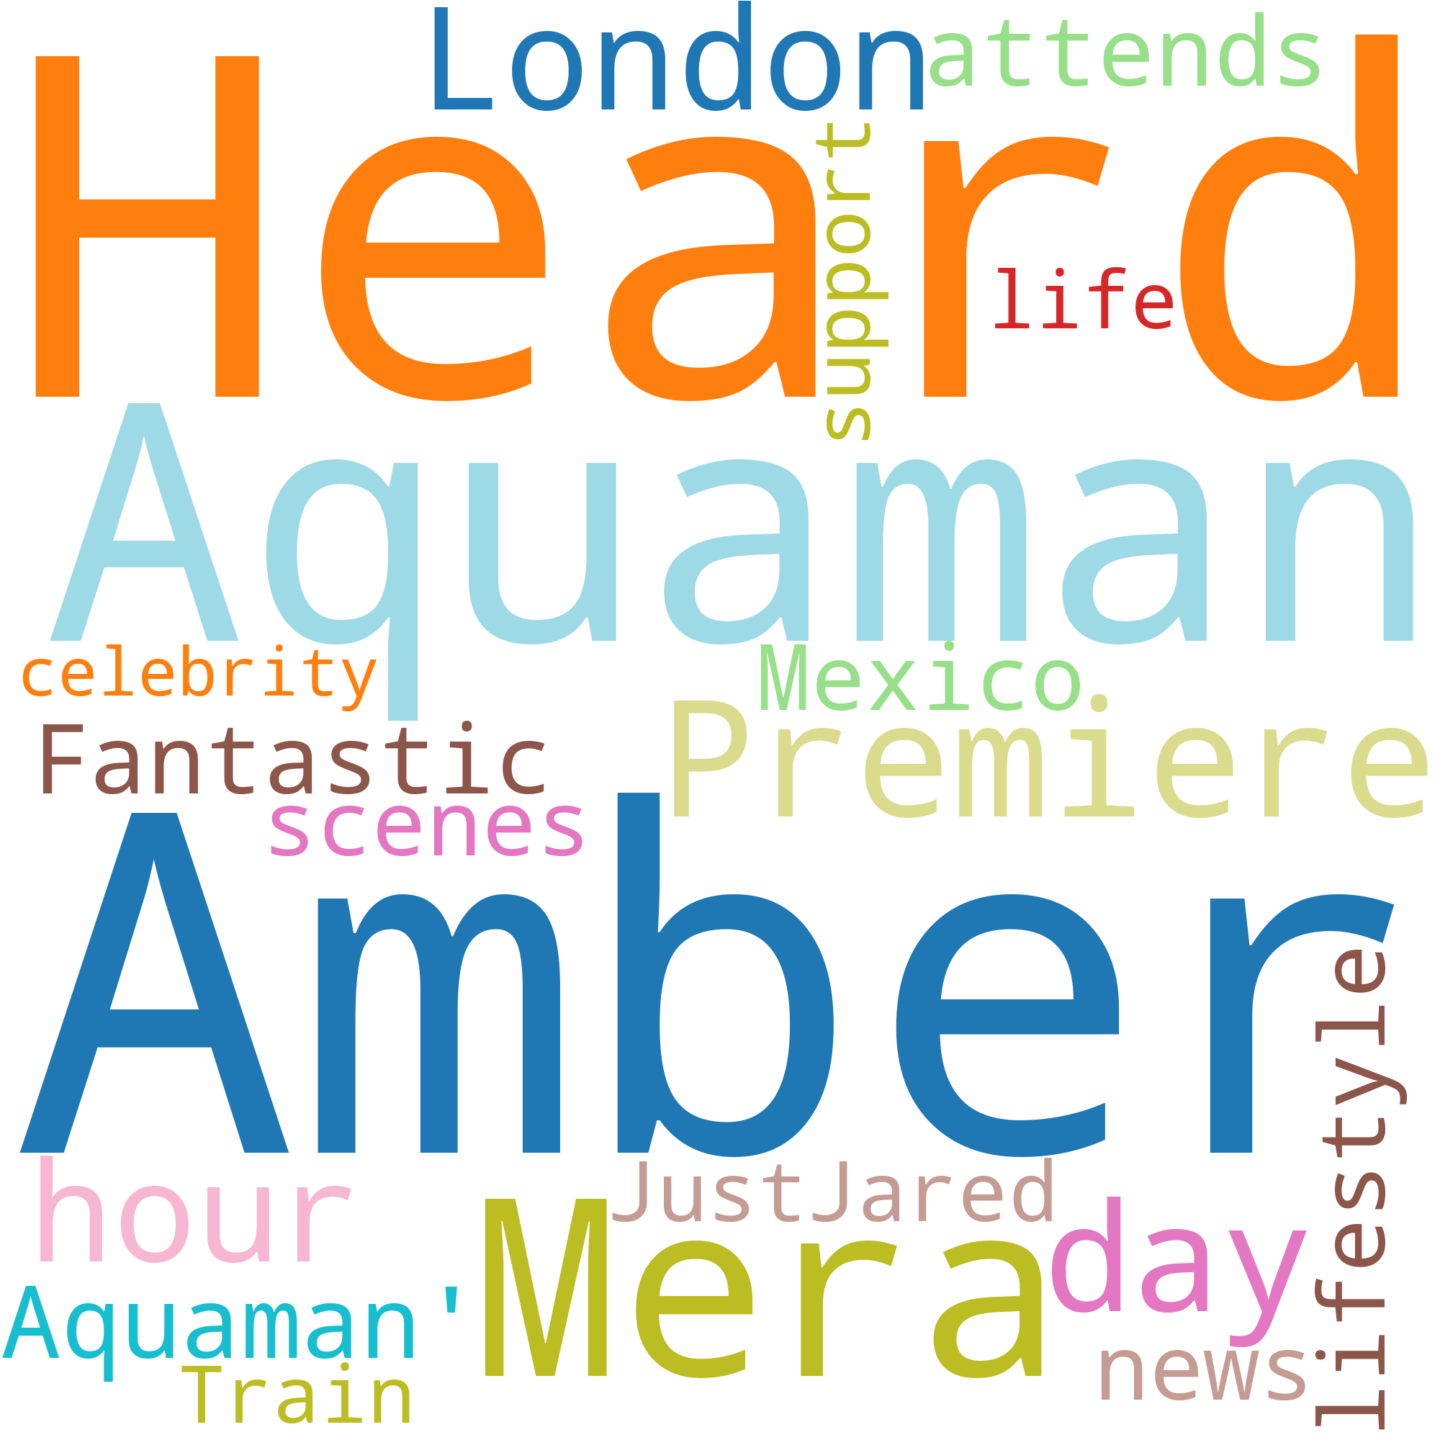 London
attends
Heard
support
life
Aquaman
celebrity
Mexico
Premiere
Fantastic
scenes
Amber
lifestyle
hour
JustJared
Mera
day
Aquaman'
news
Train